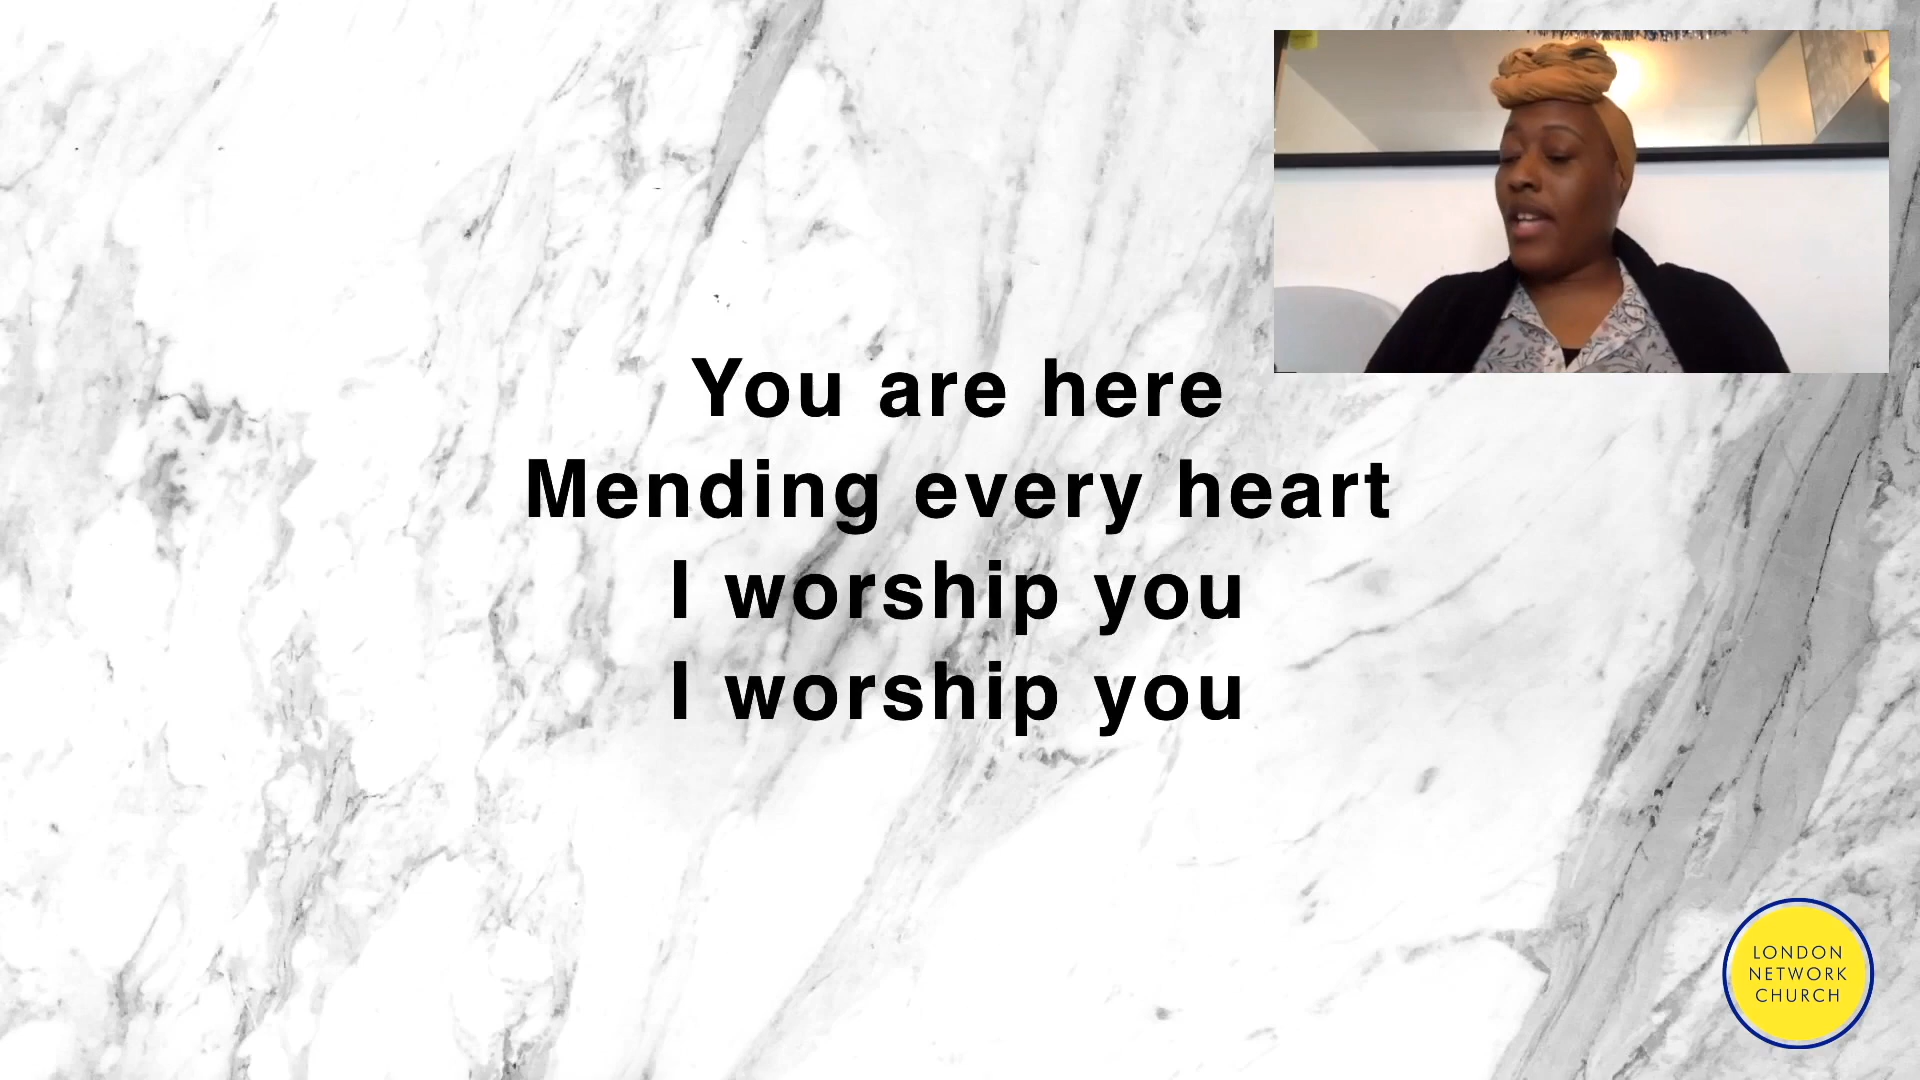 You are here
Mending every heart
I worship you
I worship you
LONDON
NETWORK
CHURCH